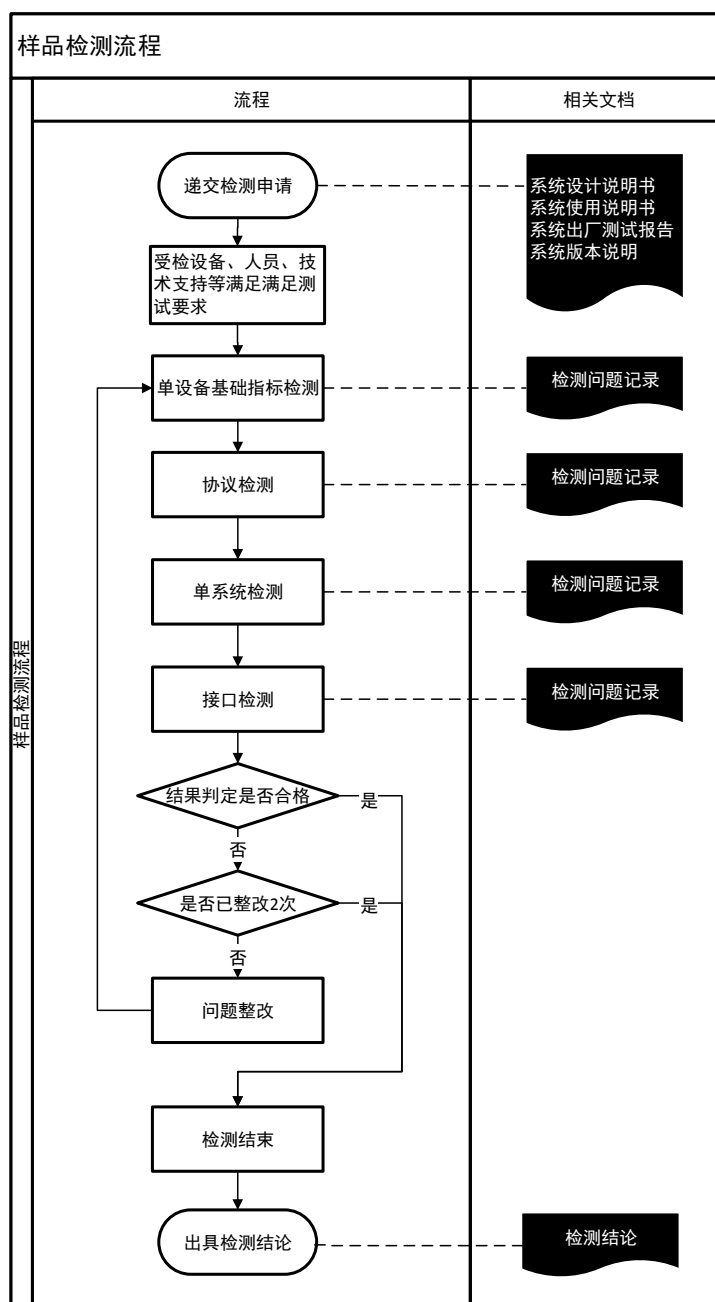 样品检测流程
流程
相关文档
样品检测流程
递交检测申请
系统设计说明书
系统使用说明书
系统出厂测试报告
系统版本说明
受检设备、人员、技
术支持等满足满足测
试要求
单设备基础指标检测
检测问题记录
协议检测
检测问题记录
单系统检测
检测问题记录
接口检测
检测问题记录
结果判定是否合格
是
否
是否已整改2次
是
否
问题整改
检测结束
出具检测结论
检测结论